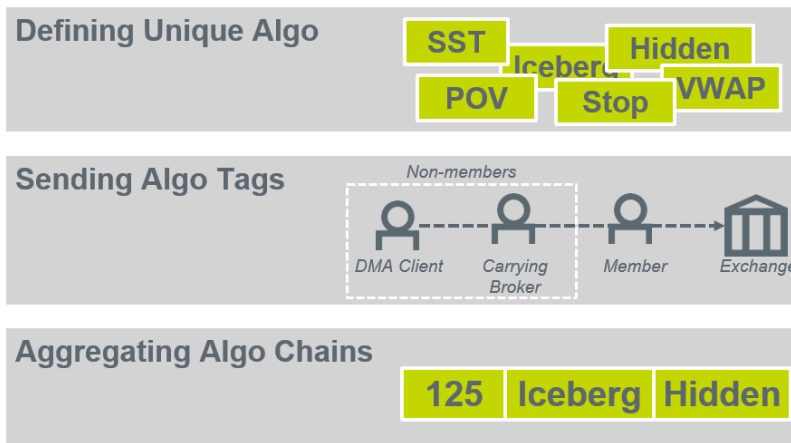 Defining Unique Algo
SST
Iceberg
Hidden
POV
Stop
VWAP
Sending Algo Tags
Non-members
DMA Client
Carrying
Broker
Member
Exchange
Aggregating Algo Chains
125
Iceberg
Hidden